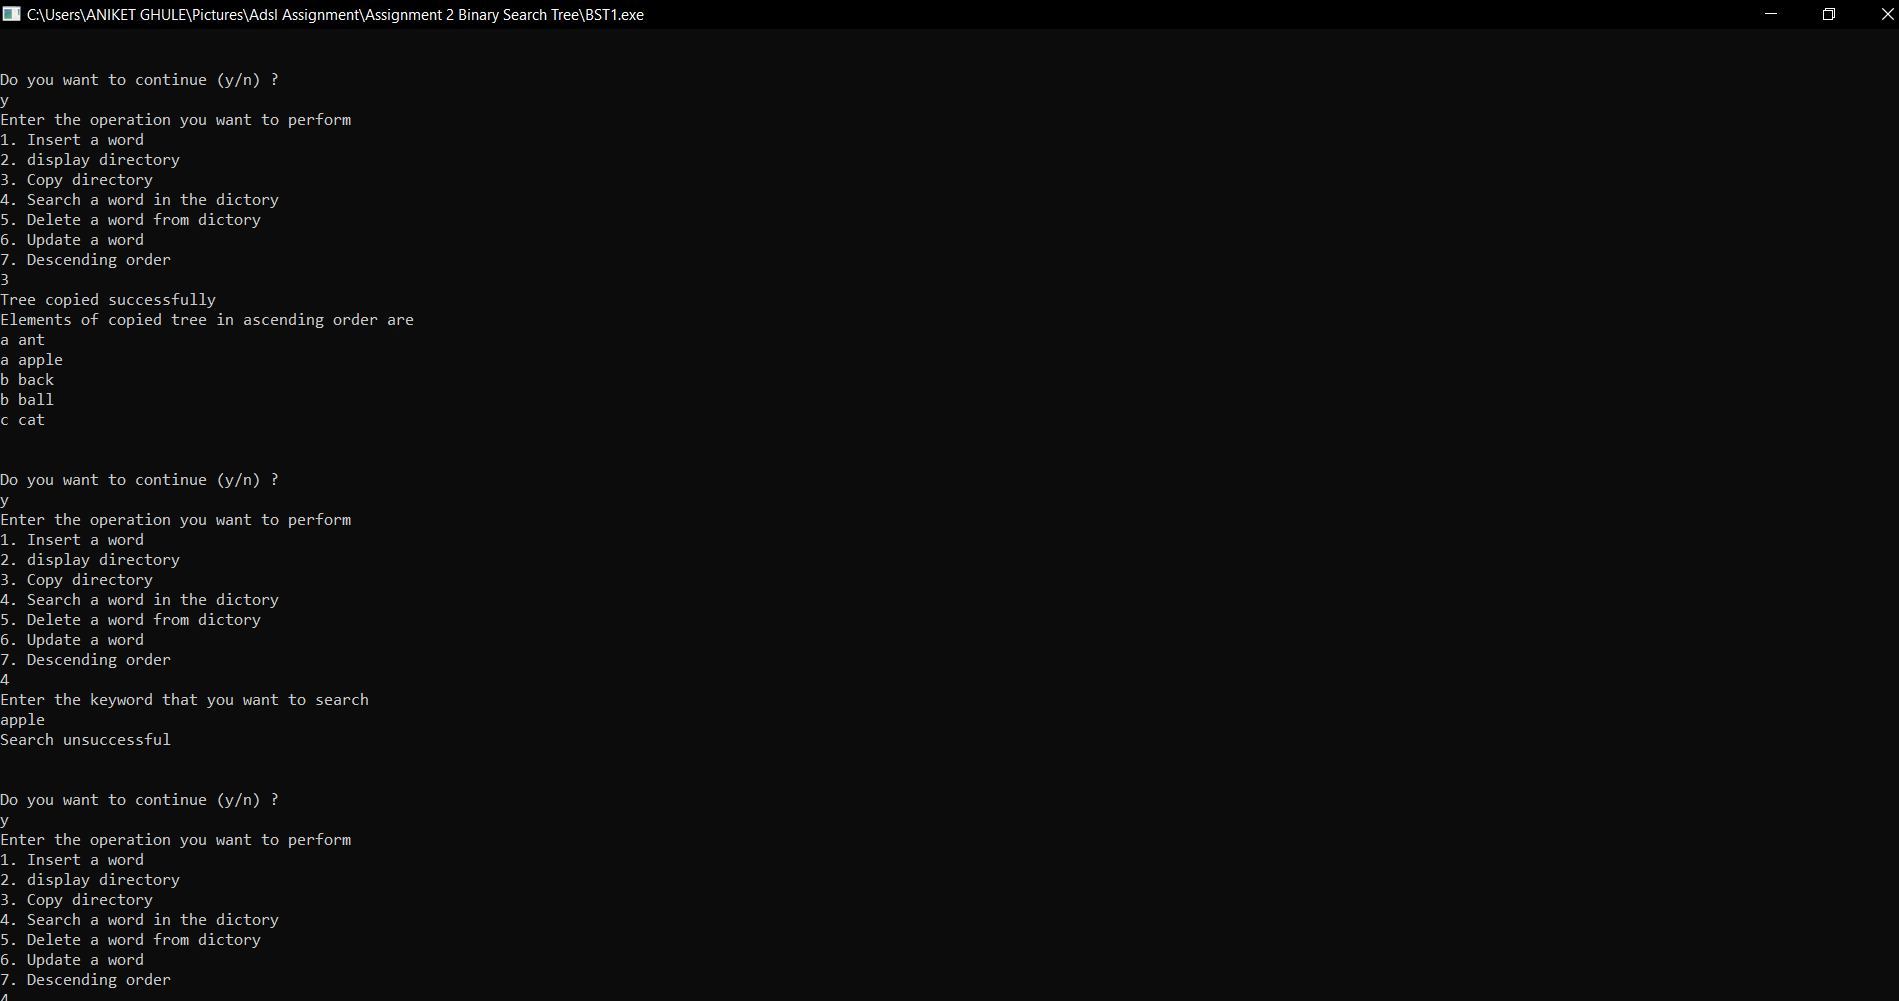 C:\Users\ANIKET GHULE\Pictures\Adsl Assignment\Assignment 2 Binary Search Tree\BST1.exe
Do you want to continue (y/n) ?
y
Enter the operation you want to perform
1. Insert a word
2. display directory
3. Copy directory
4. Search a word in the dictory
5. Delete a word from dictory
6. Update a word
7. Descending order
3
Tree copied successfully
Elements of copied tree in ascending order are
a ant
a apple
b back
b ball
c cat
Do you want to continue (y/n) ?
y
Enter the operation you want to perform
1. Insert a word
2. display directory
3. Copy directory
4. Search a word in the dictory
5. Delete a word from dictory
6. Update a word
7. Descending order
4
Enter the keyword that you want to search
apple
Search unsuccessful
Do you want to continue (y/n) ?
y
Enter the operation you want to perform
1. Insert a word
2. display directory
3. Copy directory
4. Search a word in the dictory
5. Delete a word from dictory
6. Update a word
7. Descending order
4